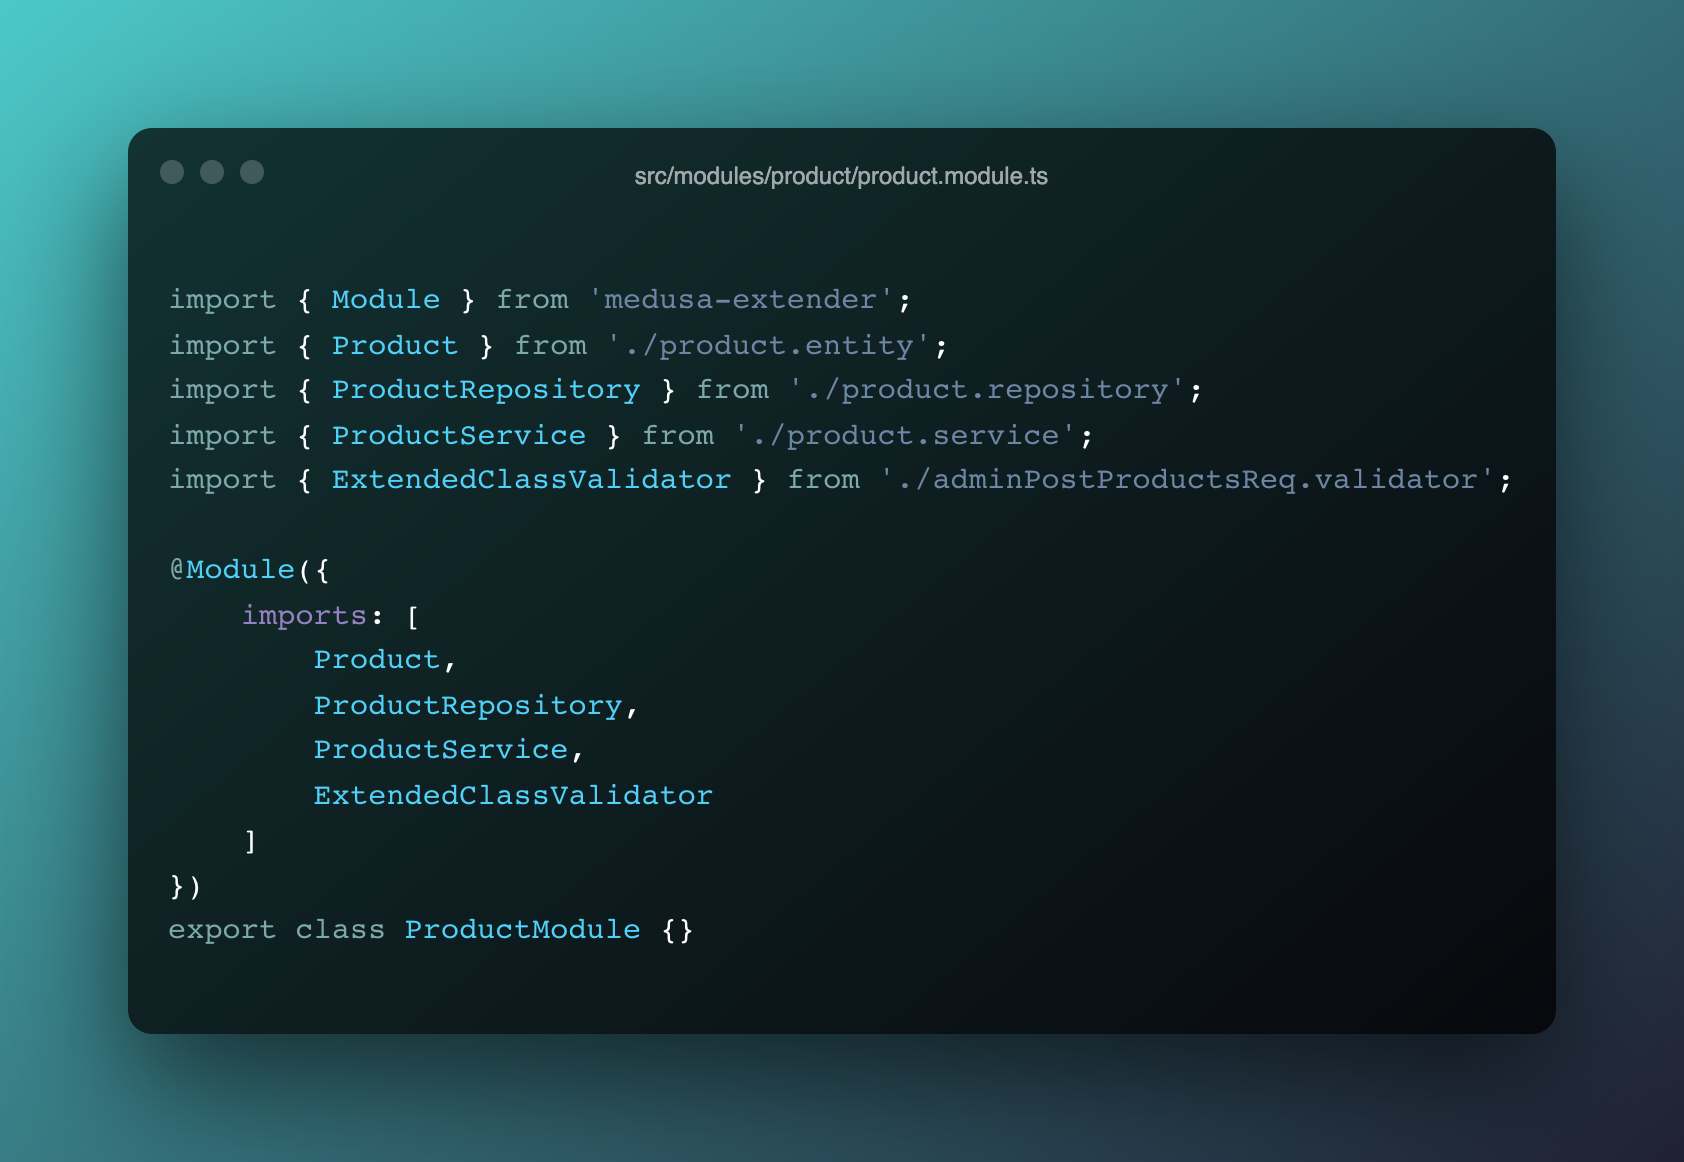 src/modules/product/product.module.ts
import { Module } from 'medusa-extender';
import { Product } from './product.entity';
import { ProductRepository } from './product.repository';
import { ProductService } from './product.service';
import { ExtendedClassValidator } from './adminPostProductsReq.validator';

@Module({
    imports: [
        Product,
        ProductRepository,
        ProductService,
        ExtendedClassValidator
    ]
})
export class ProductModule {}